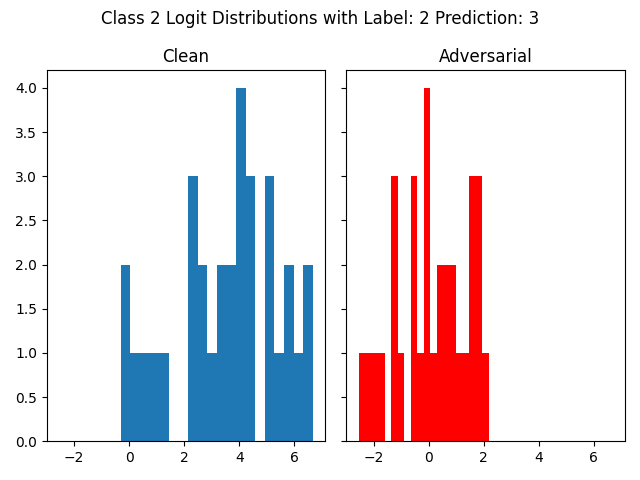 Class 2 Logit Distributions with Label: 2 Prediction: 3
Clean
Adversarial
4.0
3.5
3.0
2.5
2.0
1.5
1.0
0.5
0.0
−2 0 2 4 6
−2 0 2 4 6